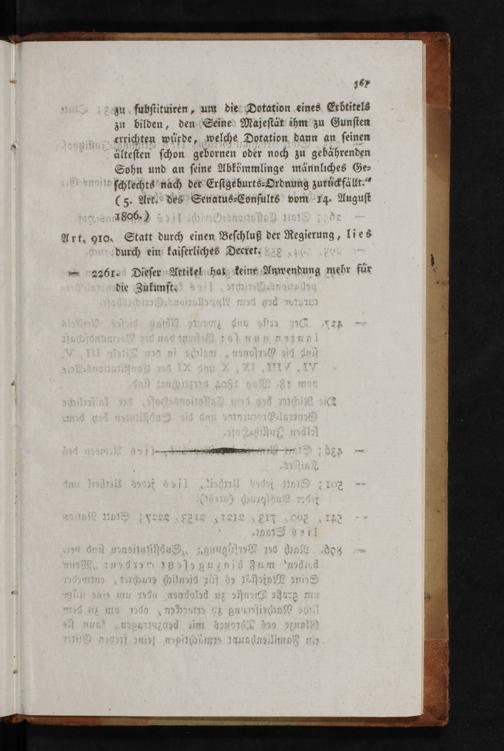 567
zu substituiren, um die Dotation eines Erbtitels
zu bilden, den Seine Majestät ihm zu Gunsten
errichten würde, welche Dotation dann an seinen
ältesten schon gebornen oder noch zu gebährenden
Sohn und an seine Abkömmlinge männliches Ge-
schlechts nach der Erstgeburts-Ordnung zurückfällt.“
(5. Art. des Senatus-Consults vom 14. August
1806.)
Art. 910. Statt durch einen Beschluß der Regierung, lies
durch ein kaiserliches Decret.
— 2261. Dieser Artikel hat keine Anwendung mehr für
die Zukunft.